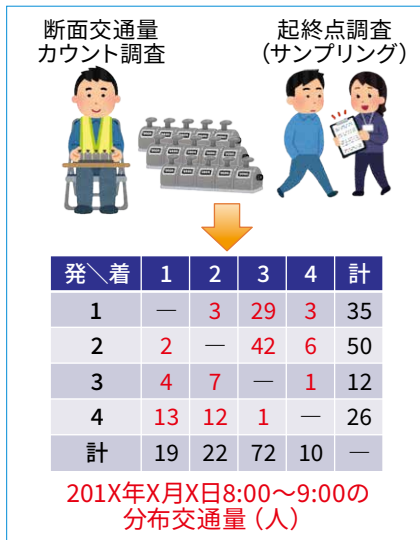 断面交通量
カウント調査
起終点調査
(サンプリング)
発＼着 1 2 3 4 計
1 — 3 29 3 35
2 2 — 42 6 50
3 4 7 — 1 12
4 13 12 1 — 26
計 19 22 72 10 —
201X年X月X日8:00～9:00の
分布交通量（人）